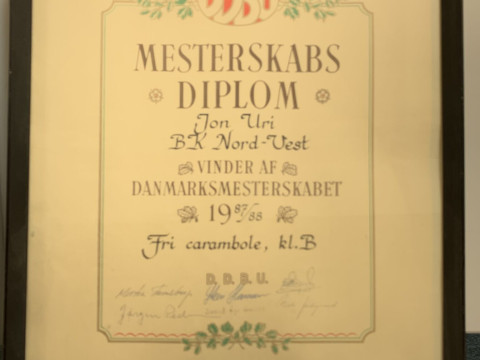 MESTERSKABS
DIPLOM
Jon Uri
BK Nord-Vest
VINDER AF
DANMARKSMESTERSKABET
1987/88
Fri carambole, kl.B
D.D.B.U.